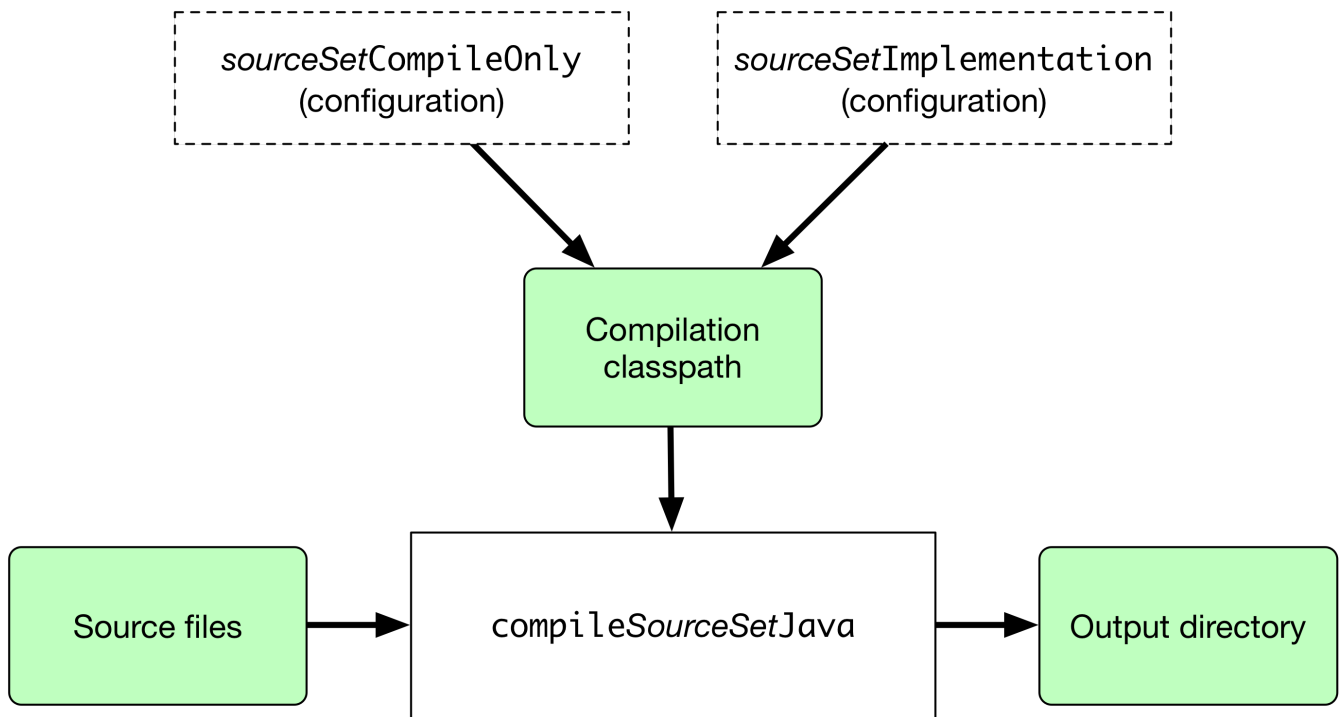 sourceSetCompileOnly
(configuration)
sourceSetImplementation
(configuration)
Compilation
classpath
Source files
compileSourceSetJava
Output directory